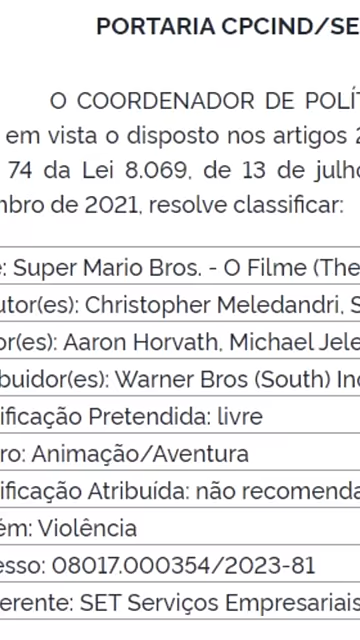 PORTARIA CPCIND/SE
O COORDENADOR DE POLÍT
em vista o disposto nos artigos 2
74 da Lei 8.069, de 13 de julho
mbro de 2021, resolve classificar:
: Super Mario Bros. - O Filme (The
utor(es): Christopher Meledandri, S
or(es): Aaron Horvath, Michael Jele
buidor(es): Warner Bros (South) Inc
ificação Pretendida: livre
ro: Animação/Aventura
ificação Atribuída: não recomenda
ém: Violência
esso: 08017.000354/2023-81
erente: SET Serviços Empresariais